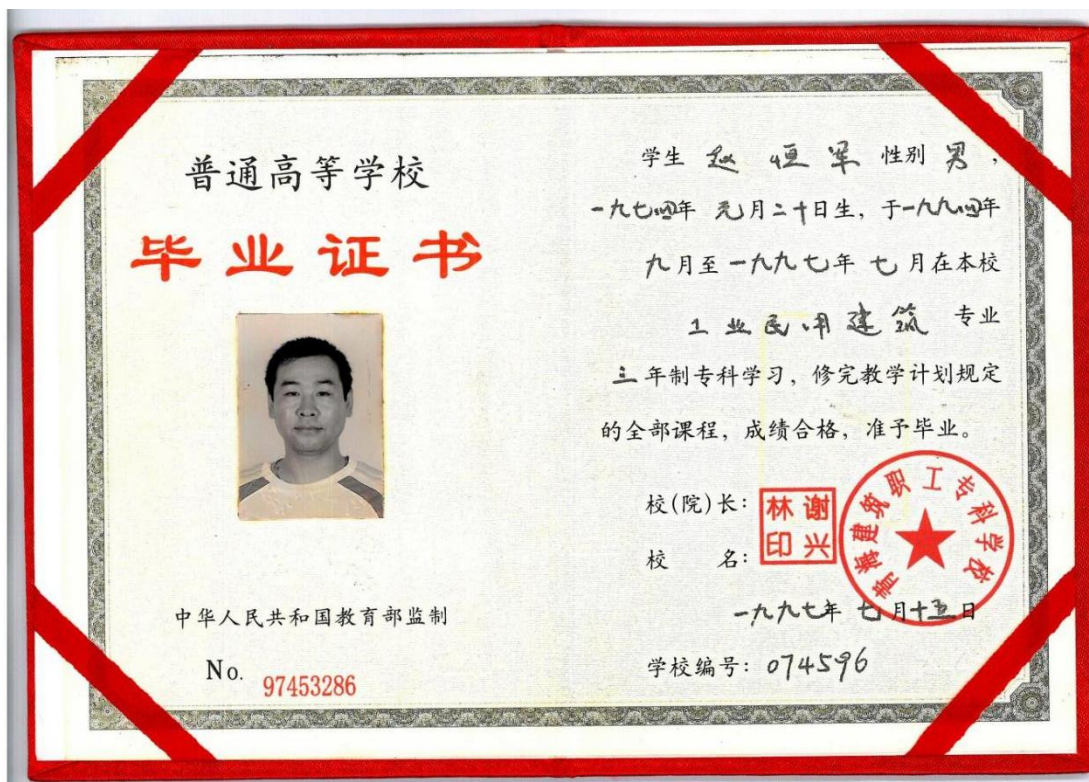 普通高等学校
毕业证书
中华人民共和国教育部监制
No. 97453286
学生 赵恒军 性别 男，
一九七四年 元月二十日生，于一九九四年
九月至一九九七年 七月在本校
工业民用建筑 专业
三年制专科学习，修完教学计划规定
的全部课程，成绩合格，准予毕业。
校(院)长：
谢兴林印
校 名：
青海建筑职工专科学校
一九九七年 七月十五日
学校编号：074596